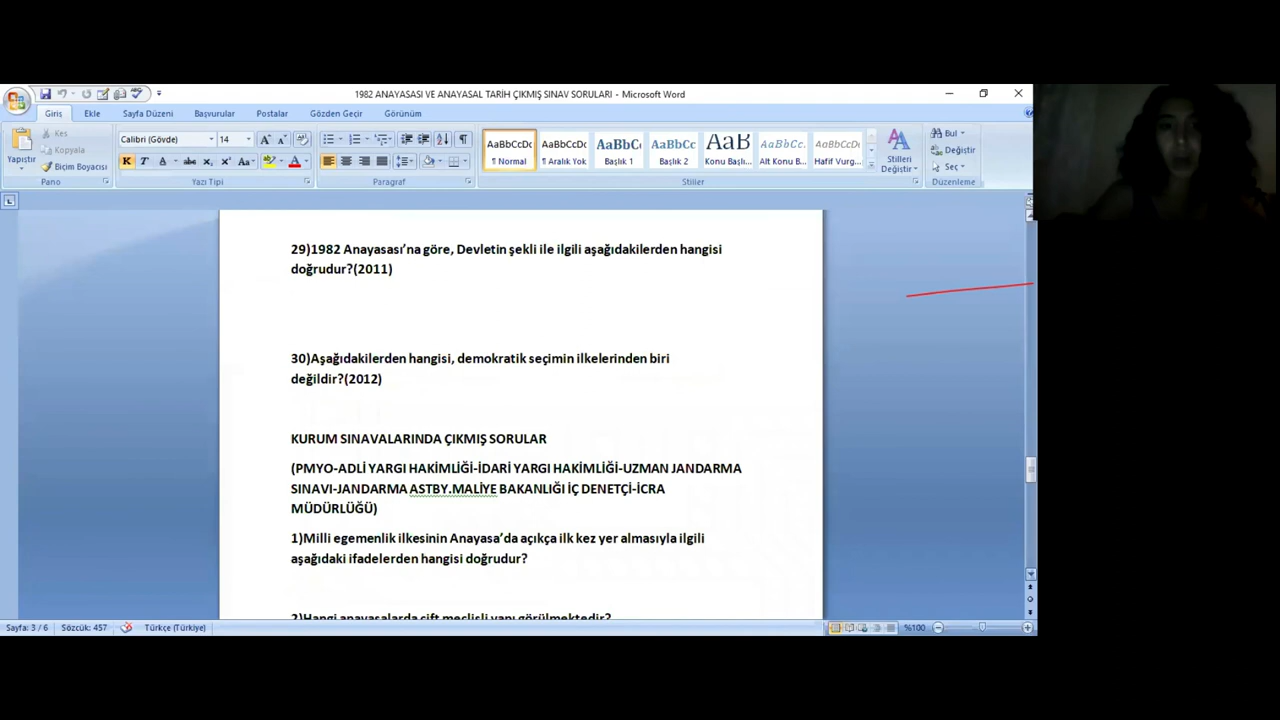 1982 ANAYASASI VE ANAYASAL TARİH ÇIKMIŞ SINAV SORULARI - Microsoft Word
Giriş Ekle Sayfa Düzeni Başvurular Postalar Gözden Geçir Görünüm
Yapıştır
Kes
Kopyala
Biçim Boyacısı
Pano
Calibri (Gövde) 14
Yazı Tipi
Paragraf
AaBbCcDc AaBbCcDc AaBbC AaBbCc AaB AaBbCc. AaBbCcDc
¶ Normal ¶ Aralık Yok Başlık 1 Başlık 2 Konu Başlı... Alt Konu B... Hafif Vurg...
Stiller
Stilleri Değiştir
Bul
Değiştir
Seç
Düzenleme
29)1982 Anayasası’na göre, Devletin şekli ile ilgili aşağıdakilerden hangisi
doğrudur?(2011)
30)Aşağıdakilerden hangisi, demokratik seçimin ilkelerinden biri
değildir?(2012)
KURUM SINAVALARINDA ÇIKMIŞ SORULAR
(PMYO-ADLİ YARGI HAKİMLİĞİ-İDARİ YARGI HAKİMLİĞİ-UZMAN JANDARMA
SINAVI-JANDARMA ASTBY.MALİYE BAKANLIĞI İÇ DENETÇİ-İCRA
MÜDÜRLÜĞÜ)
1)Milli egemenlik ilkesinin Anayasa’da açıkça ilk kez yer almasıyla ilgili
aşağıdaki ifadelerden hangisi doğrudur?
2)Hangi anayasalarda çift meclisli yapı görülmektedir?
Sayfa: 3 / 6 Sözcük: 457 Türkçe (Türkiye) %100